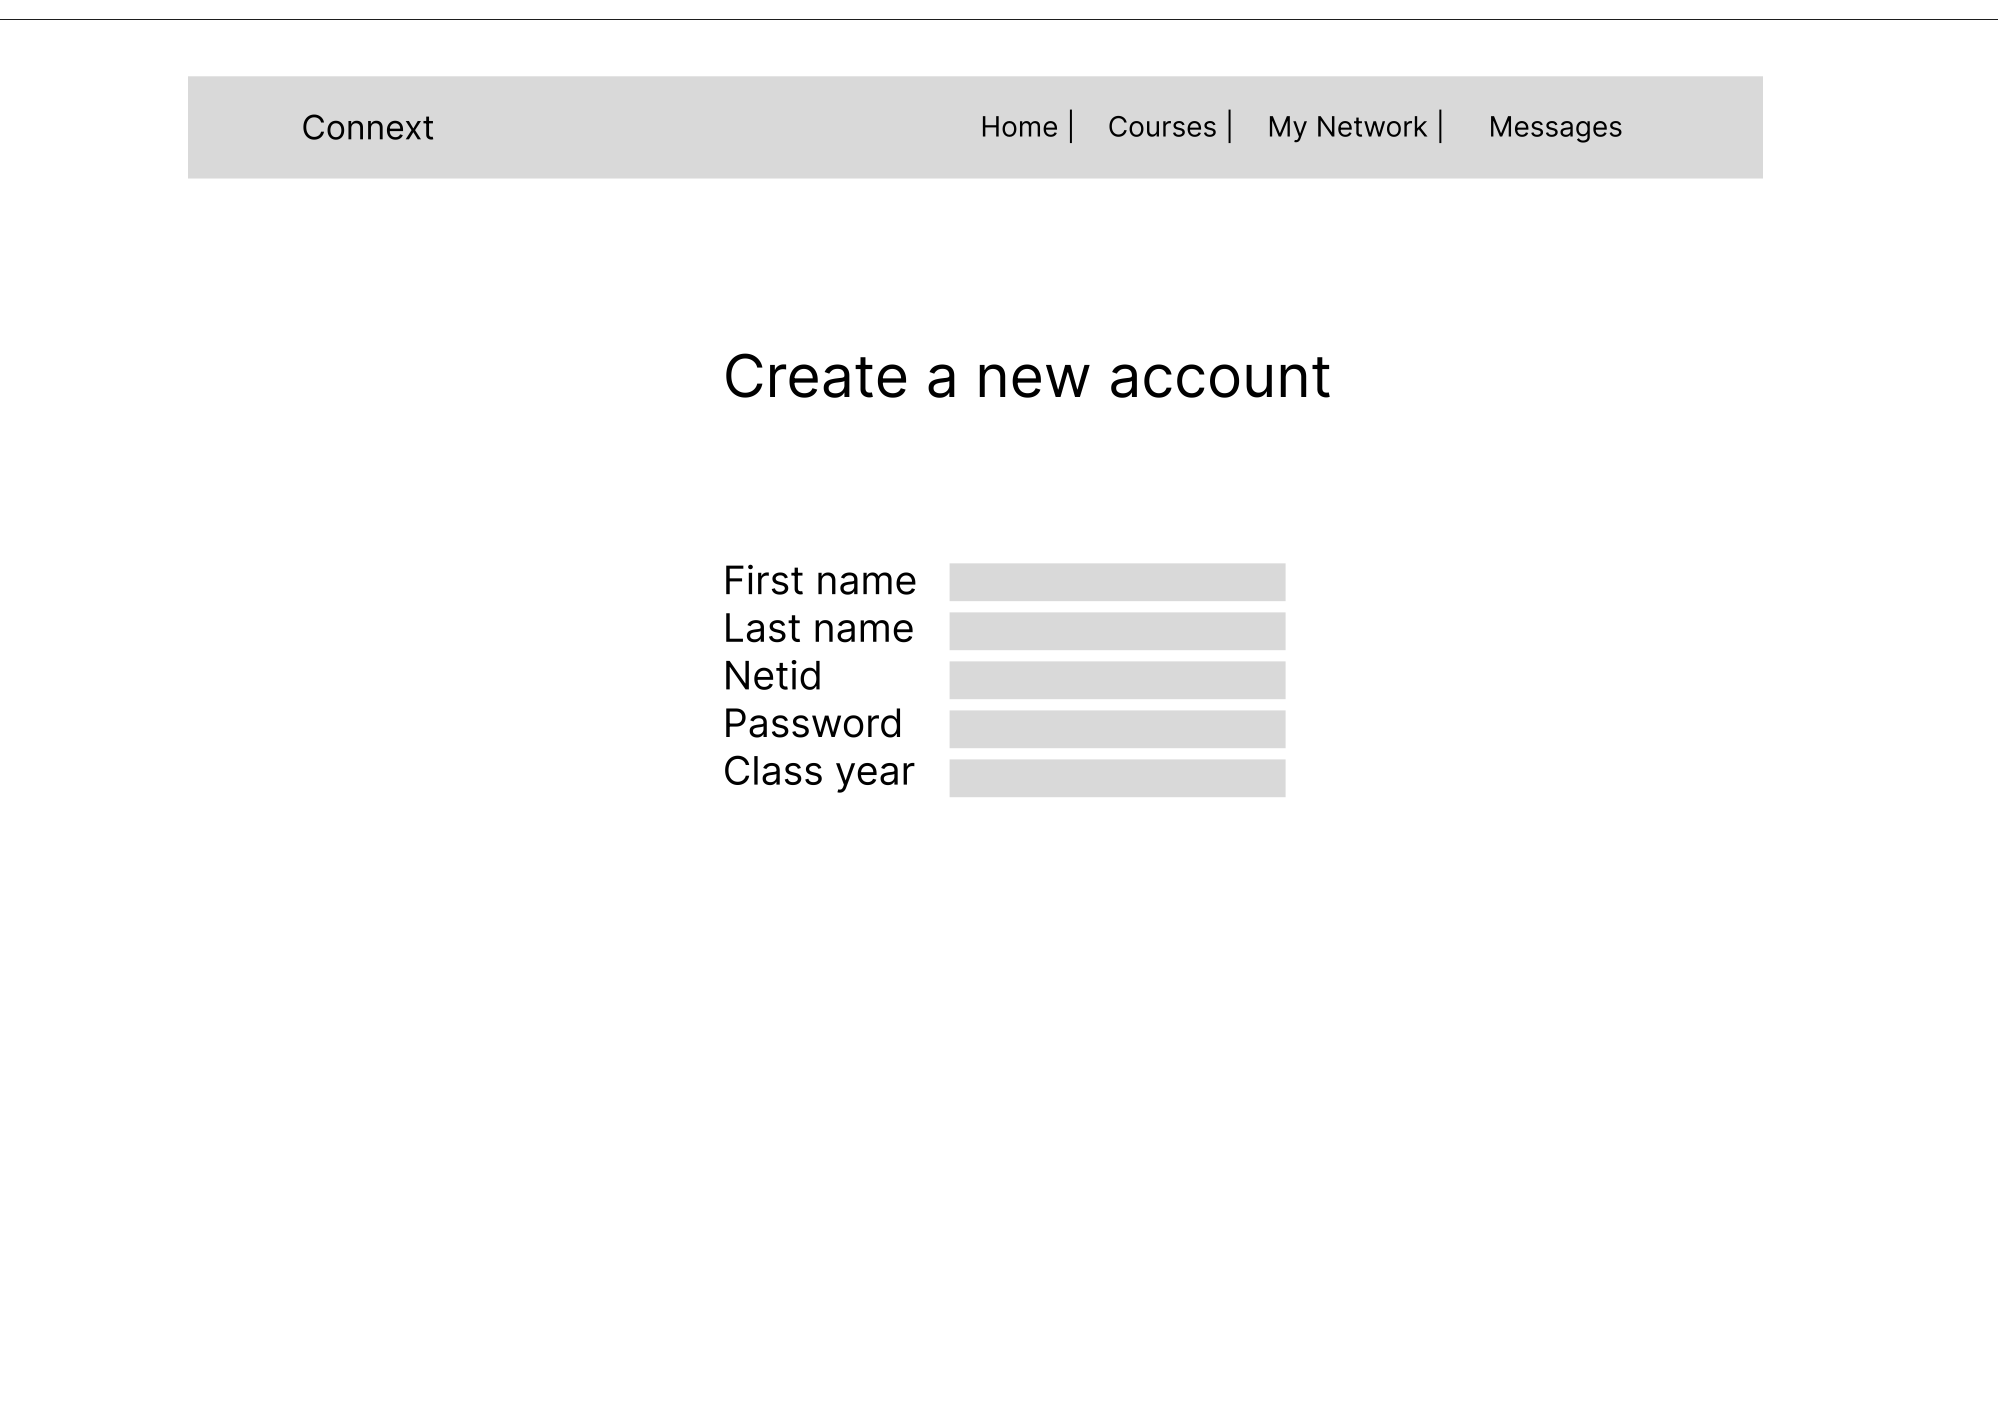 Connext Home | Courses | My Network | Messages
Create a new account
First name
Last name
Netid
Password
Class year